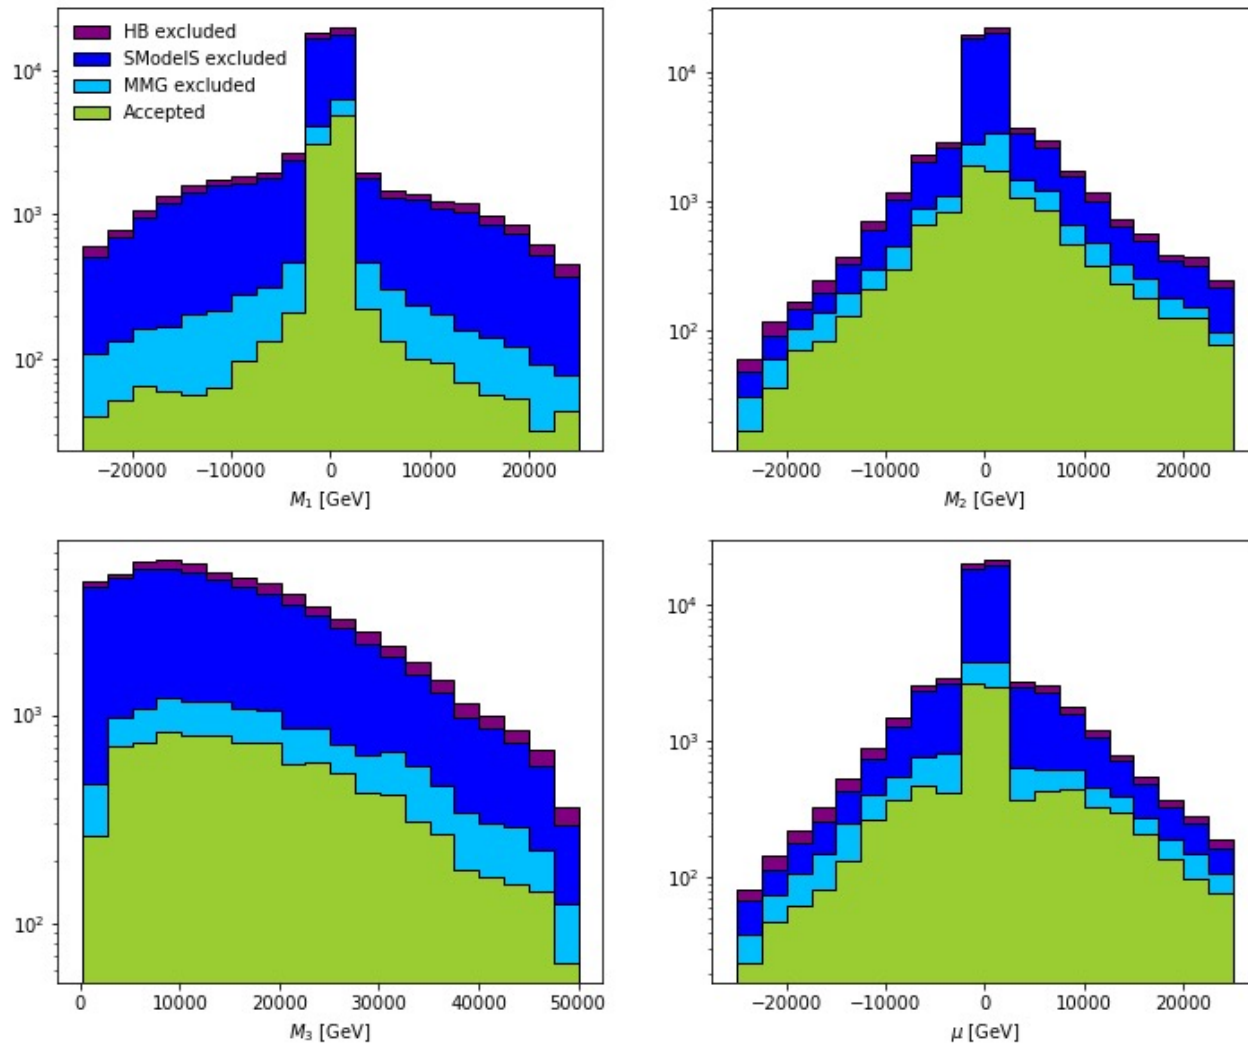 HB excluded
SModelS excluded
MMG excluded
Accepted
10⁴
10³
10²
−20000 −10000 0 10000 20000
M₁ [GeV]
10⁴
10³
10²
−20000 −10000 0 10000 20000
M₂ [GeV]
10³
10²
0 10000 20000 30000 40000 50000
M₃ [GeV]
10⁴
10³
10²
−20000 −10000 0 10000 20000
μ [GeV]